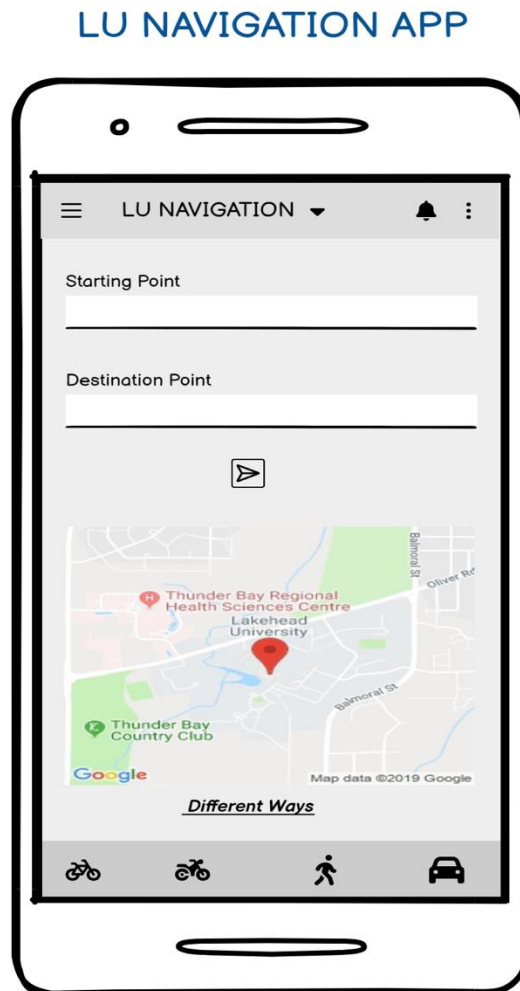 LU NAVIGATION APP
LU NAVIGATION
Starting Point
Destination Point
Balmoral St
Oliver Rd
Thunder Bay Regional
Health Sciences Centre
H
Lakehead
University
Balmoral St
Thunder Bay
Country Club
Google
Map data ©2019 Google
Different Ways